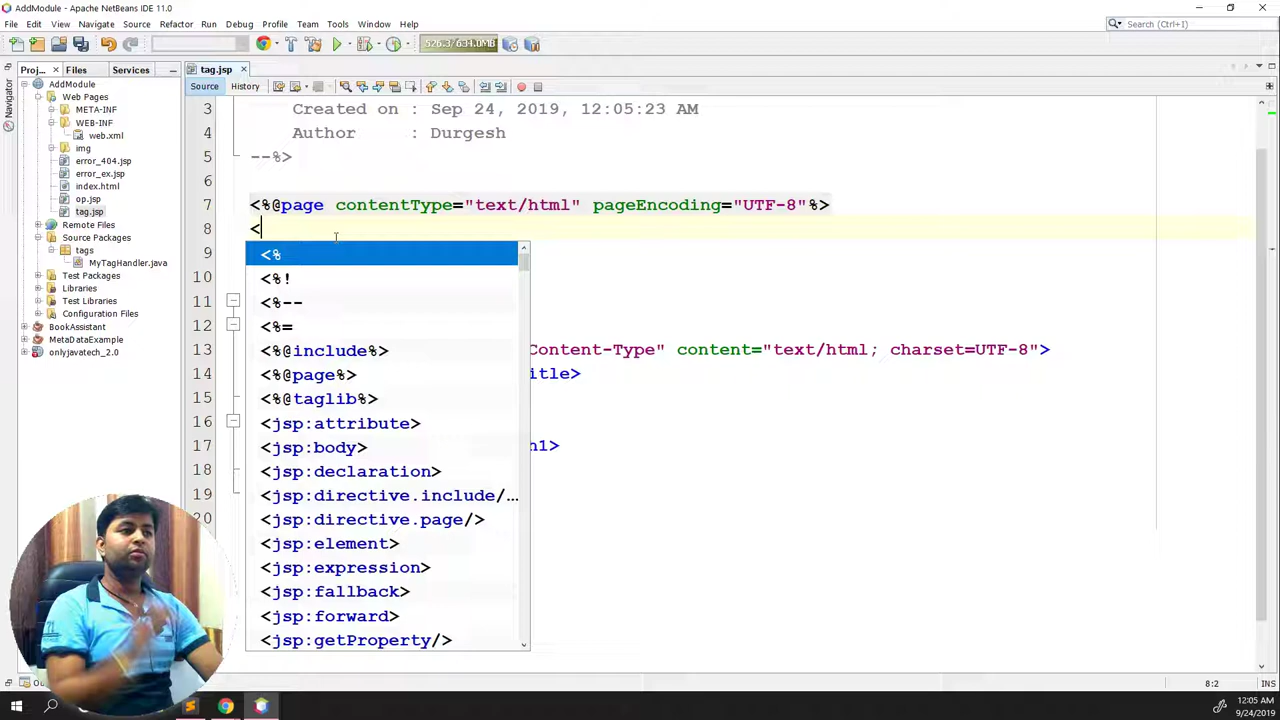 AddModule - Apache NetBeans IDE 11.0
File Edit View Navigate Source Refactor Run Debug Profile Team Tools Window Help
Search (Ctrl+I)
526.3/634.0MB
Proj... Files Services
tag.jsp
Source History
Navigator
AddModule
Web Pages
META-INF
WEB-INF
web.xml
img
error_404.jsp
error_ex.jsp
index.html
op.jsp
tag.jsp
Remote Files
Source Packages
tags
MyTagHandler.java
Test Packages
Libraries
Test Libraries
Configuration Files
BookAssistant
MetaDataExample
onlyjavatech_2.0
3 Created on : Sep 24, 2019, 12:05:23 AM
4 Author : Durgesh
5 --%>
6
7 <%@page contentType="text/html" pageEncoding="UTF-8"%>
8 <
9 <%
10 <%!
11 <%--
12 <%=
13 <%@include%> Content-Type" content="text/html; charset=UTF-8">
14 <%@page%> itle>
15 <%@taglib%>
16 <jsp:attribute>
17 <jsp:body> h1>
18 <jsp:declaration>
19 <jsp:directive.include/...
20 <jsp:directive.page/>
<jsp:element>
<jsp:expression>
<jsp:fallback>
<jsp:forward>
<jsp:getProperty/>
8:2 INS
12:05 AM
9/24/2019